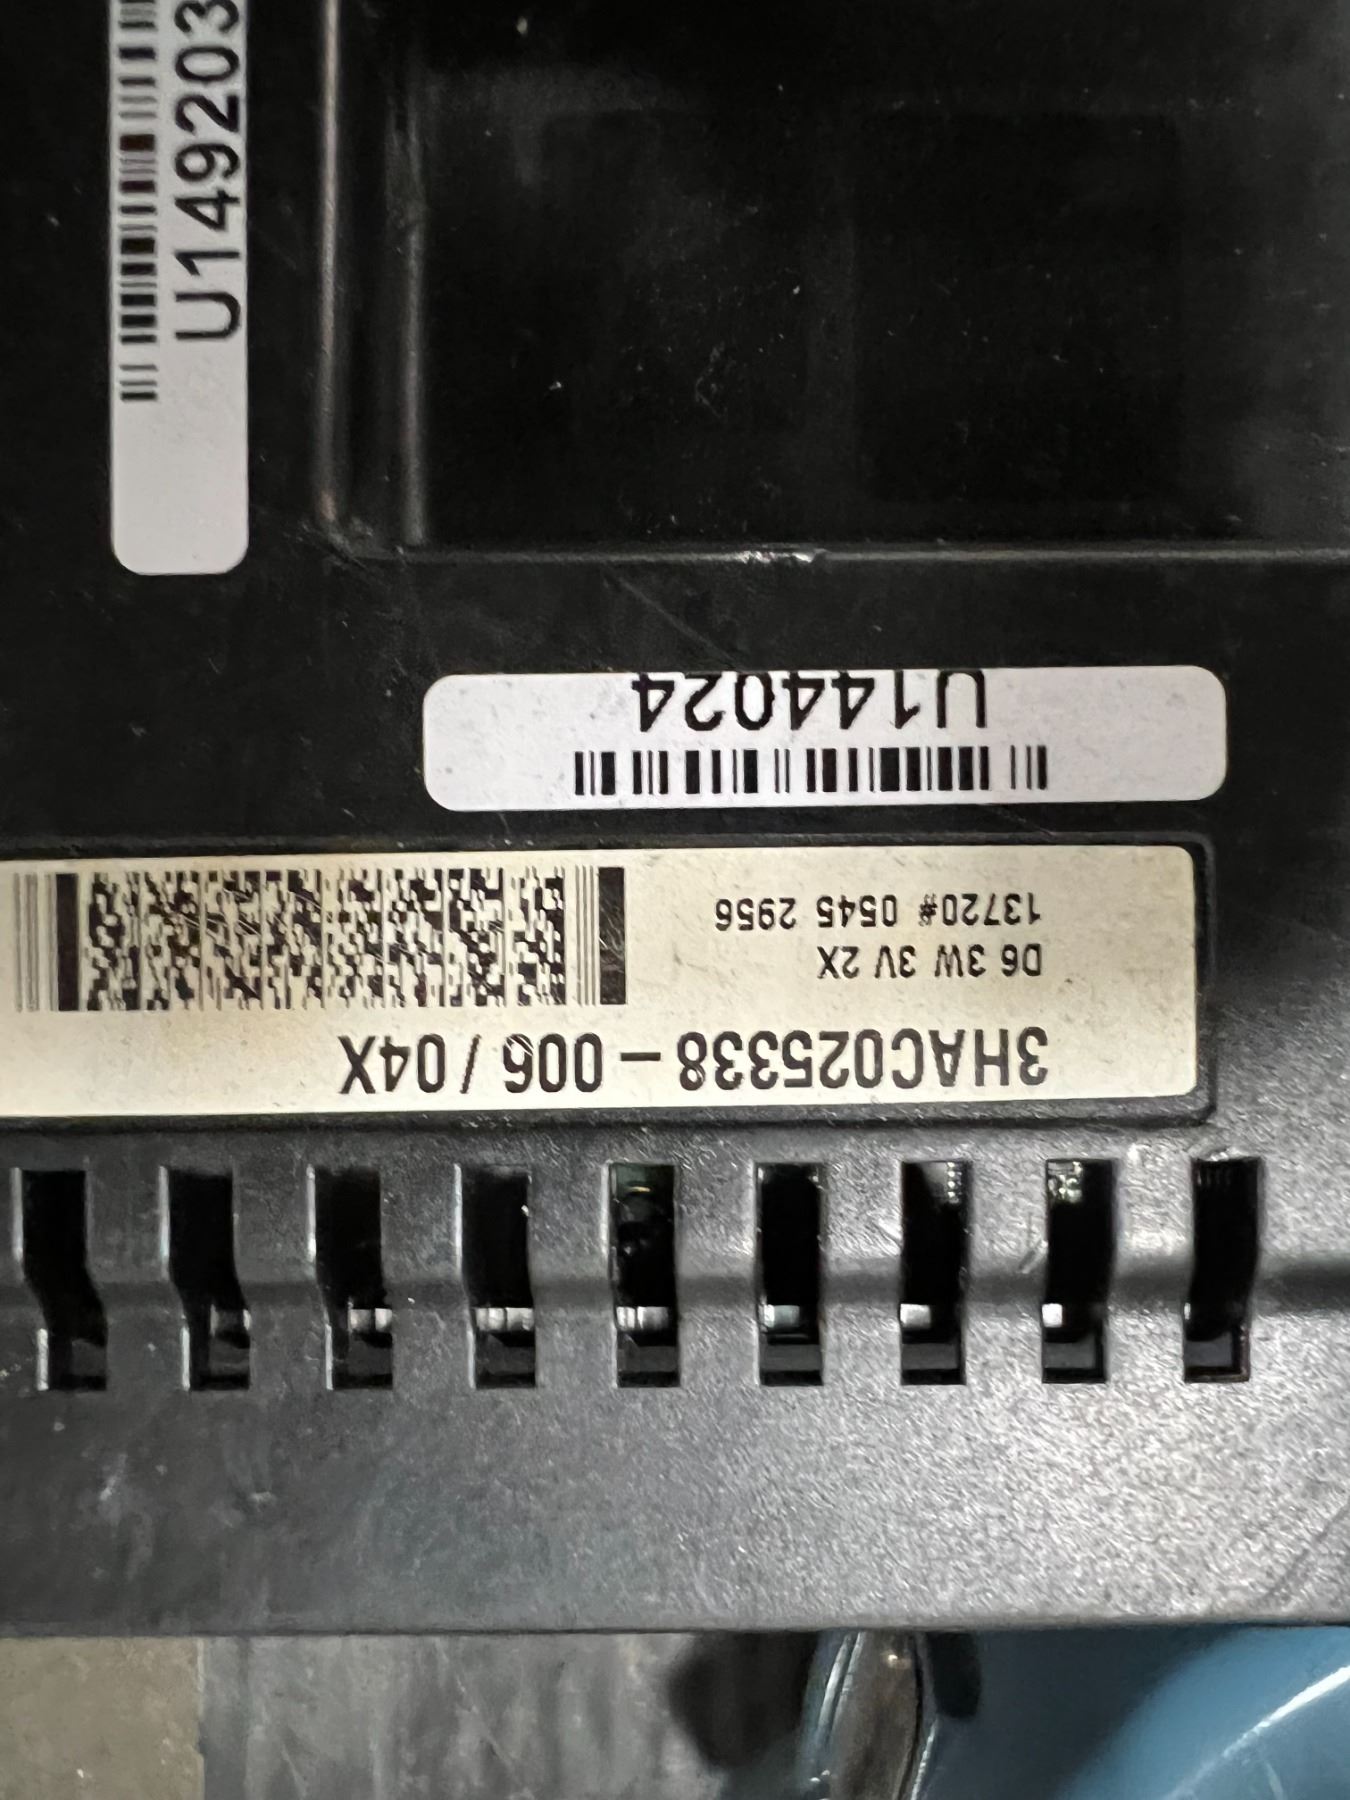 U149203
U144024
3HAC025338-006 / 04X
D6 3W 3V 2X
13720# 0545 2956